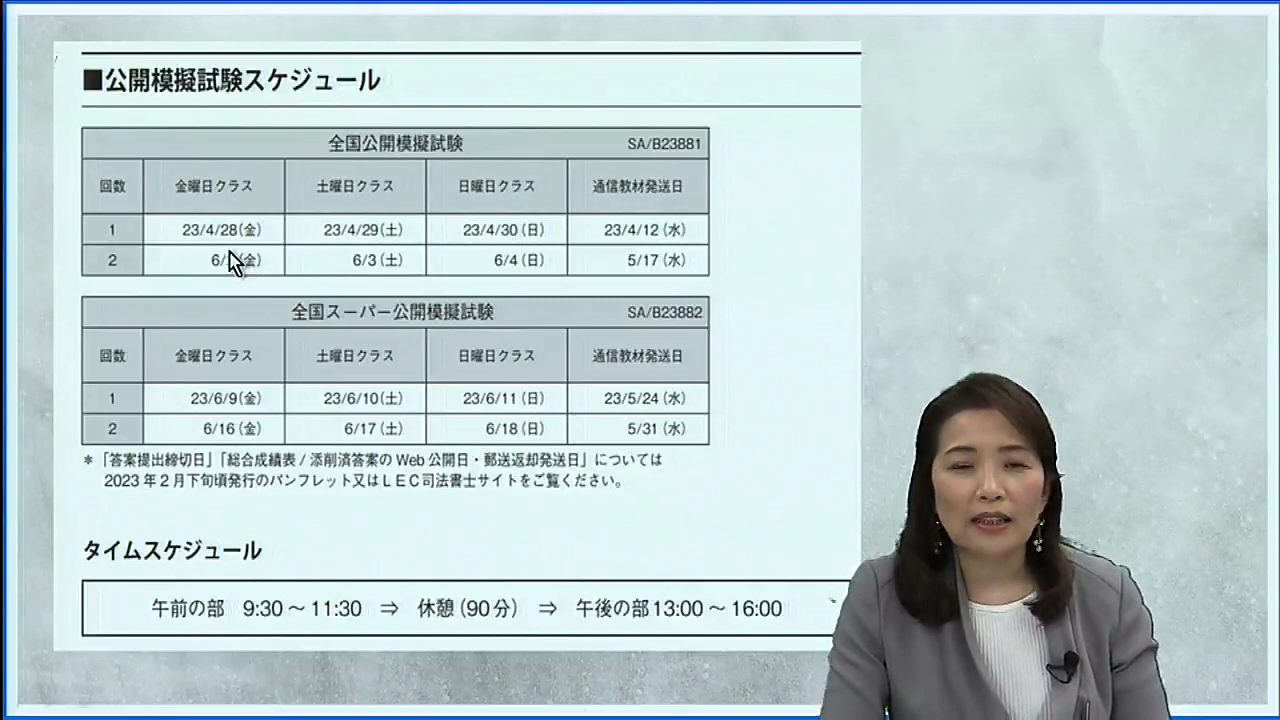 ■公開模擬試験スケジュール
全国公開模擬試験 SA/B23881
回数 金曜日クラス 土曜日クラス 日曜日クラス 通信教材発送日
1 23/4/28(金) 23/4/29(土) 23/4/30(日) 23/4/12(水)
2 6/ (金) 6/3(土) 6/4(日) 5/17(水)
全国スーパー公開模擬試験 SA/B23882
回数 金曜日クラス 土曜日クラス 日曜日クラス 通信教材発送日
1 23/6/9(金) 23/6/10(土) 23/6/11(日) 23/5/24(水)
2 6/16(金) 6/17(土) 6/18(日) 5/31(水)
＊「答案提出締切日」「総合成績表/添削済答案のWeb公開日・郵送返却発送日」については
2023年2月下旬頃発行のパンフレット又はＬＥＣ司法書士サイトをご覧ください。
タイムスケジュール
午前の部 9:30～11:30 ⇒ 休憩(90分) ⇒ 午後の部13:00～16:00